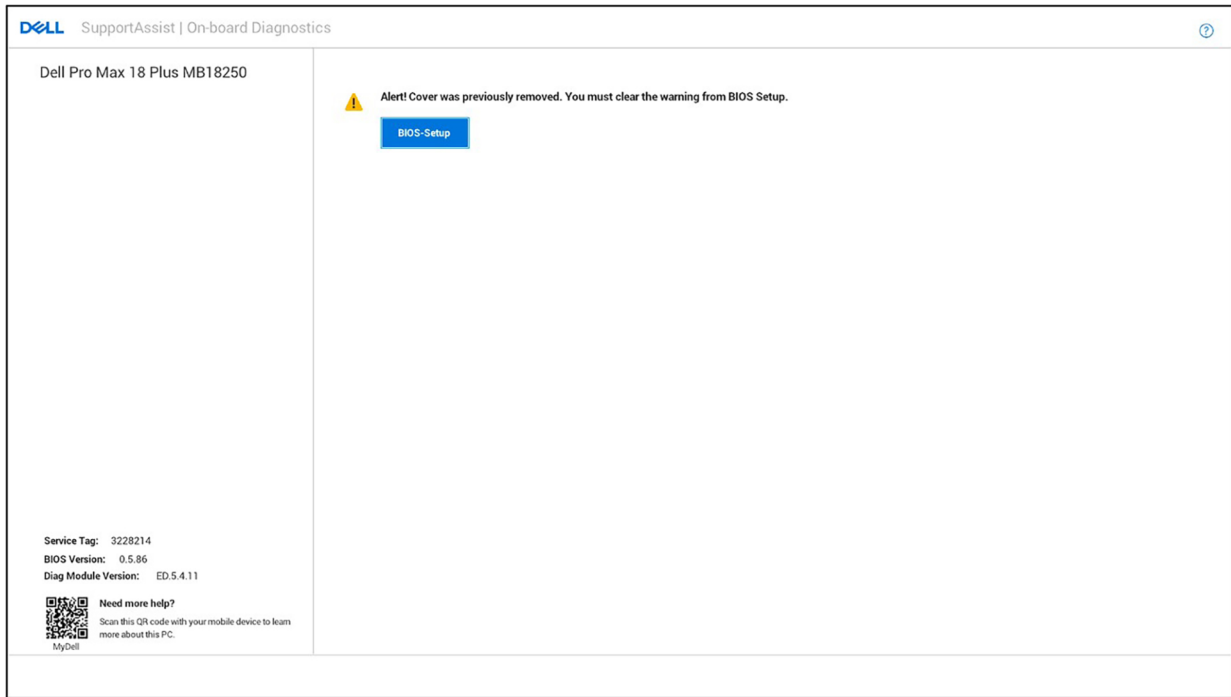 DELL SupportAssist | On-board Diagnostics
?
Dell Pro Max 18 Plus MB18250
Alert! Cover was previously removed. You must clear the warning from BIOS Setup.
BIOS-Setup
Service Tag: 3228214
BIOS Version: 0.5.86
Diag Module Version: ED.5.4.11
Need more help?
Scan this QR code with your mobile device to learn
more about this PC.
MyDell